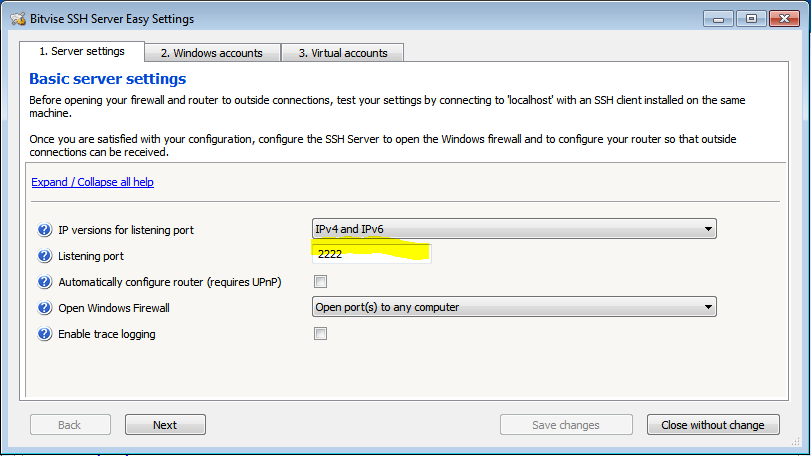 Bitvise SSH Server Easy Settings
1. Server settings
2. Windows accounts
3. Virtual accounts
Basic server settings
Before opening your firewall and router to outside connections, test your settings by connecting to 'localhost' with an SSH client installed on the same
machine.
Once you are satisfied with your configuration, configure the SSH Server to open the Windows firewall and to configure your router so that outside
connections can be received.
Expand / Collapse all help
IP versions for listening port
IPv4 and IPv6
Listening port
2222
Automatically configure router (requires UPnP)
Open Windows Firewall
Open port(s) to any computer
Enable trace logging
Back
Next
Save changes
Close without change